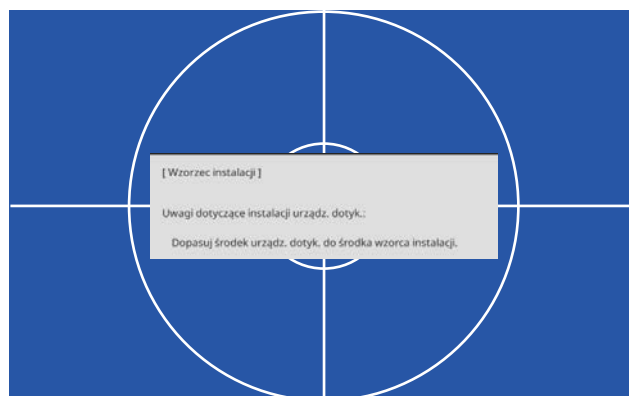 [ Wzorzec instalacji ]
Uwagi dotyczące instalacji urządz. dotyk.:
Dopasuj środek urządz. dotyk. do środka wzorca instalacji.